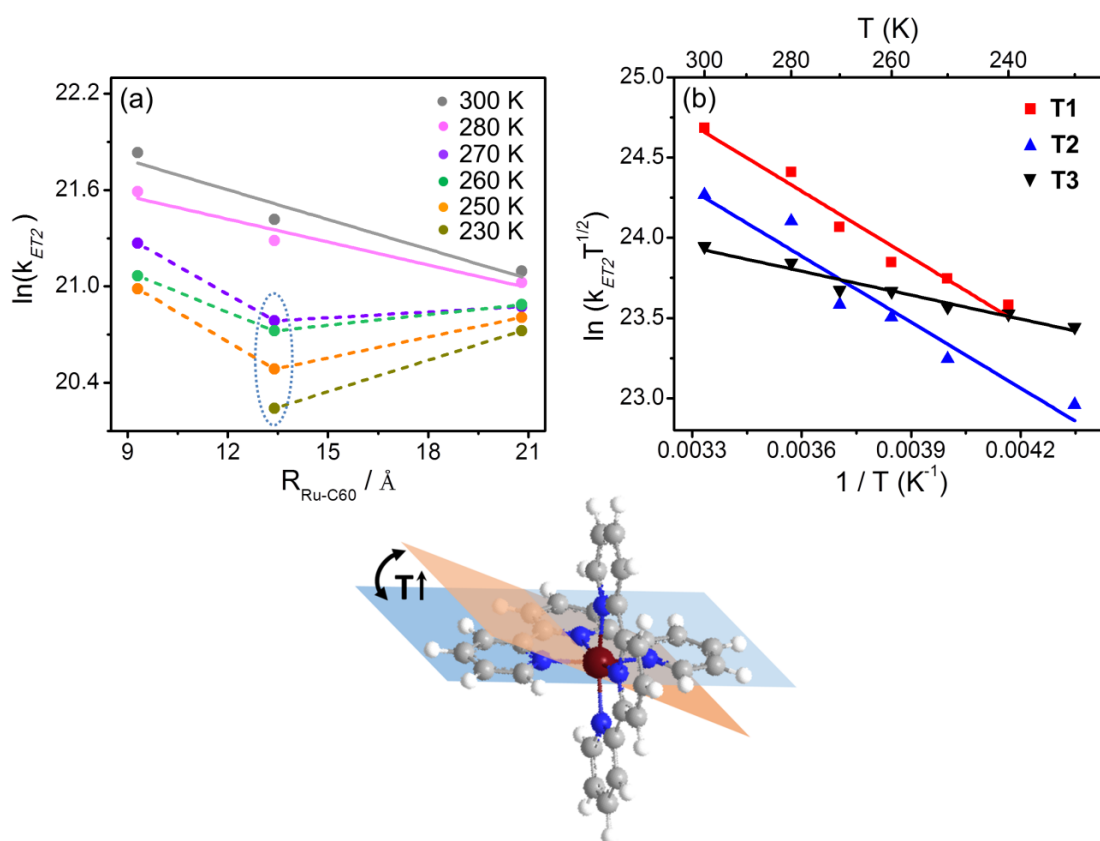 (a)
300 K
280 K
270 K
260 K
250 K
230 K
22.2
21.6
21.0
20.4
ln(k_ET2)
9 12 15 18 21
R_Ru-C60 / Å
T (K)
300 280 260 240
(b)
T1
T2
T3
25.0
24.5
24.0
23.5
23.0
ln (k_ET2 T^1/2)
0.0033 0.0036 0.0039 0.0042
1 / T (K^-1)
T↑